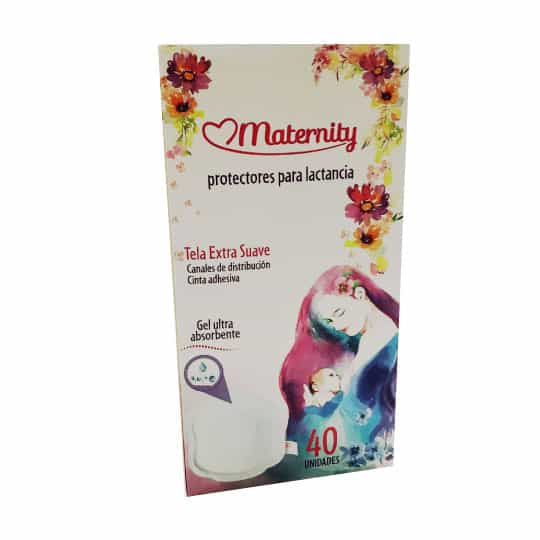 Maternity
protectores para lactancia
Tela Extra Suave
Canales de distribución
Cinta adhesiva
Gel ultra
absorbente
40
UNIDADES